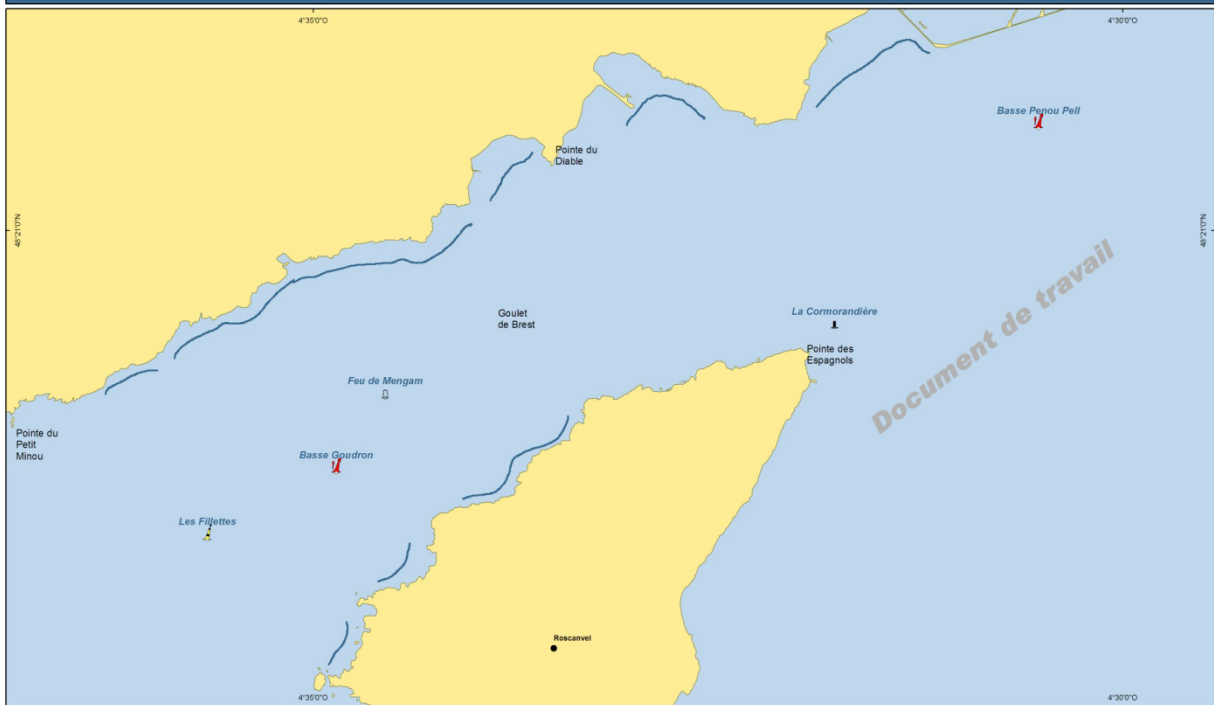 4°35'0"O
4°30'0"O
Basse Penou Pell
Pointe du
Diable
48°21'0"N
48°21'0"N
La Cormorandière
Goulet
de Brest
Pointe des
Espagnols
Document de travail
Feu de Mengam
Pointe du
Petit
Minou
Basse Goudron
Les Fillettes
Roscanvel
4°35'0"O
4°30'0"O